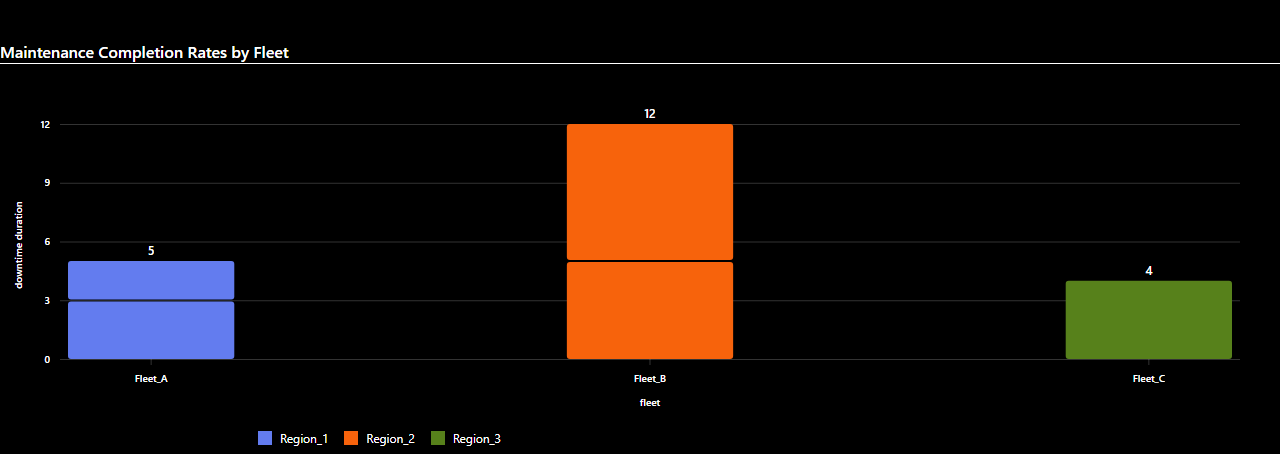 Maintenance Completion Rates by Fleet
12
12
9
6
5
3
0
4
downtime duration
Fleet_A
Fleet_B
Fleet_C
fleet
Region_1 Region_2 Region_3